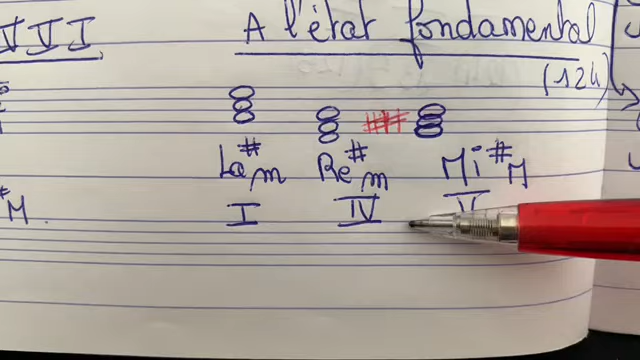 V V I
A l'état fondamental
(124)
La#m Re#m Mi#M
#M.
I IV V